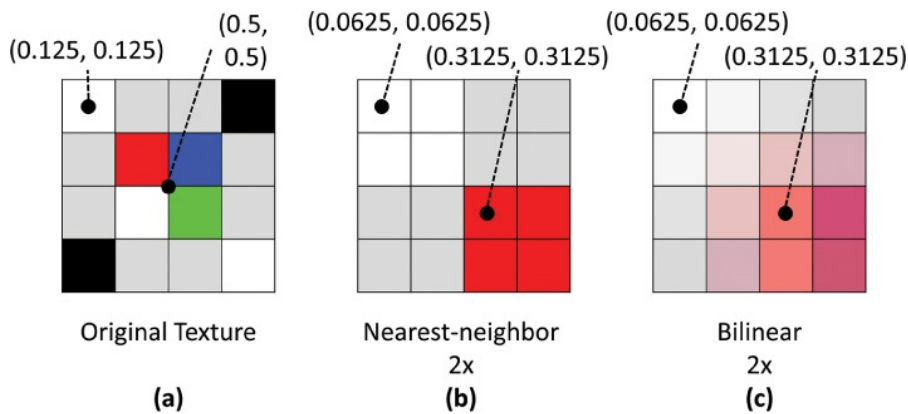 (0.125, 0.125)
(0.5,
0.5)
(0.0625, 0.0625)
(0.3125, 0.3125)
(0.0625, 0.0625)
(0.3125, 0.3125)
Original Texture
(a)
Nearest-neighbor
2x
(b)
Bilinear
2x
(c)